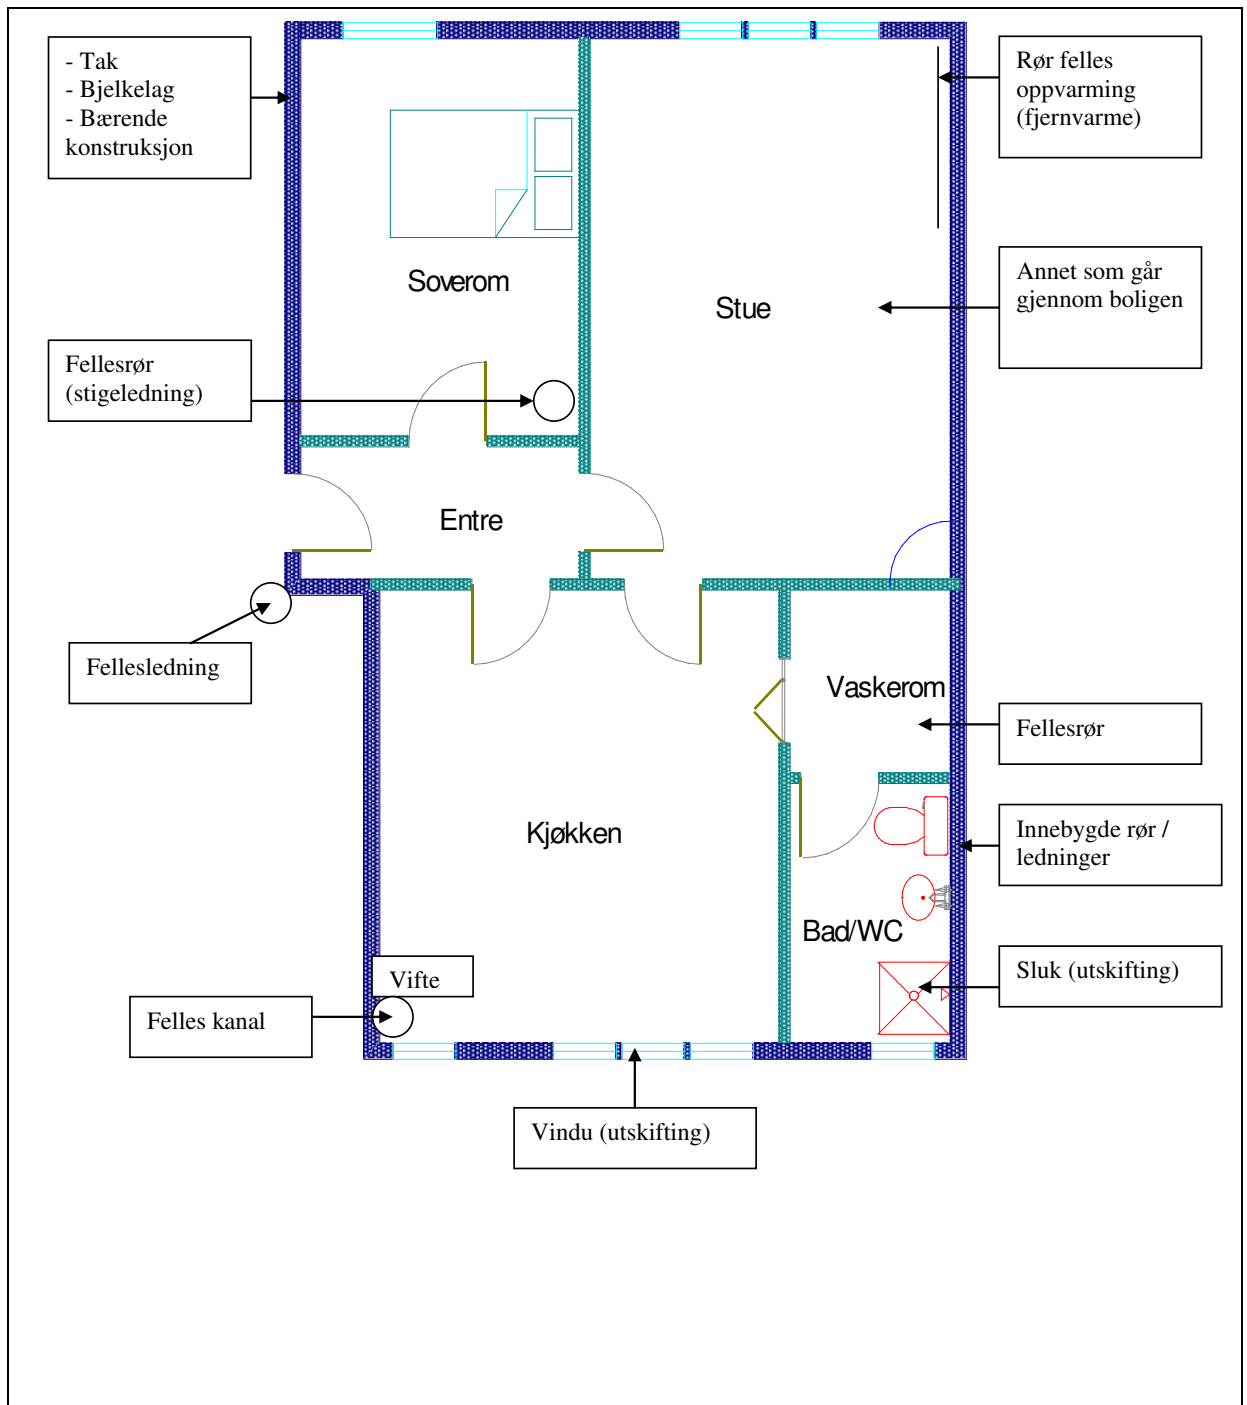 - Tak
- Bjelkelag
- Bærende
konstruksjon
Rør felles
oppvarming
(fjernvarme)
Soverom
Stue
Annet som går
gjennom boligen
Fellesrør
(stigeledning)
Entre
Fellesledning
Vaskerom
Fellesrør
Kjøkken
Innebygde rør /
ledninger
Bad/WC
Vifte
Sluk (utskifting)
Felles kanal
Vindu (utskifting)